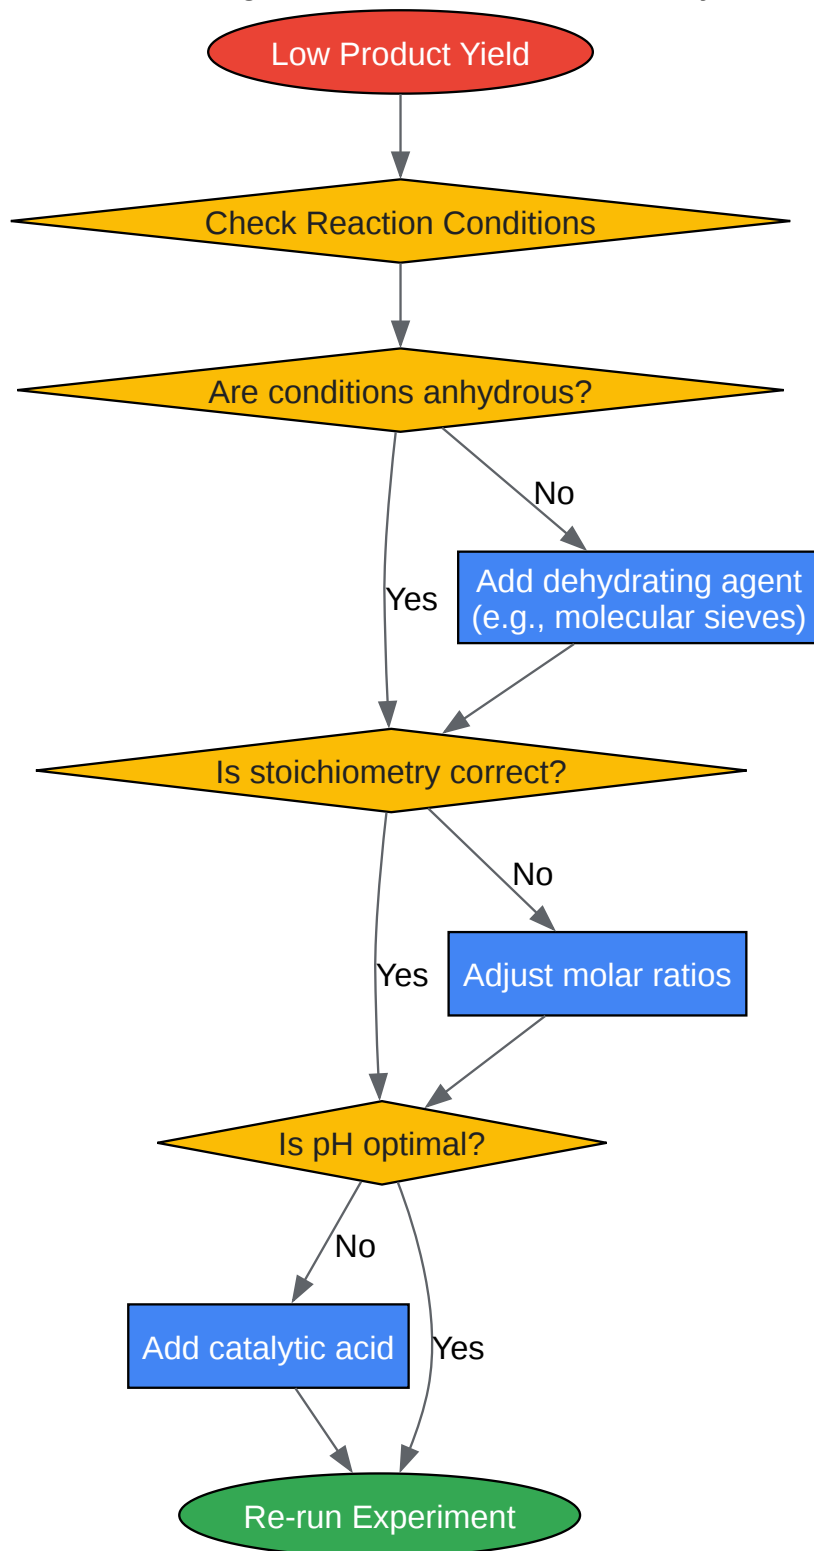 Low Product Yield
Check Reaction Conditions
Are conditions anhydrous?
No
Add dehydrating agent
(e.g., molecular sieves)
Yes
Is stoichiometry correct?
No
Yes
Adjust molar ratios
Is pH optimal?
No
Add catalytic acid
Yes
Re-run Experiment